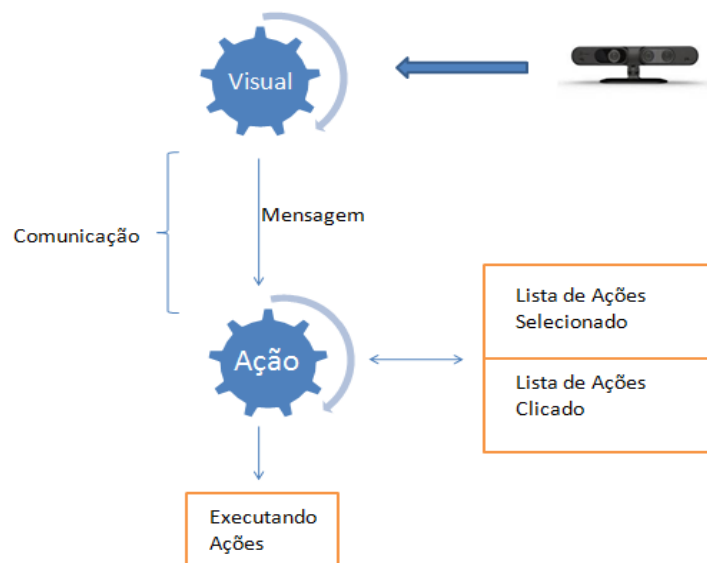 Visual
Mensagem
Comunicação
Lista de Ações
Selecionado
Ação
Lista de Ações
Clicado
Executando
Ações